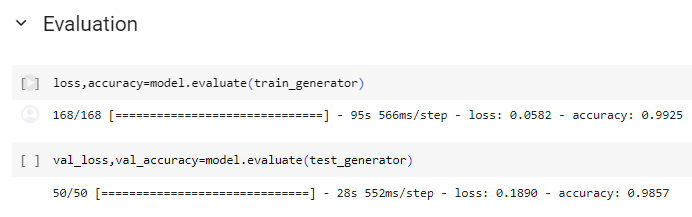 Evaluation
[ ] loss,accuracy=model.evaluate(train_generator)
168/168 [==============================] - 95s 566ms/step - loss: 0.0582 - accuracy: 0.9925
[ ] val_loss,val_accuracy=model.evaluate(test_generator)
50/50 [==============================] - 28s 552ms/step - loss: 0.1890 - accuracy: 0.9857